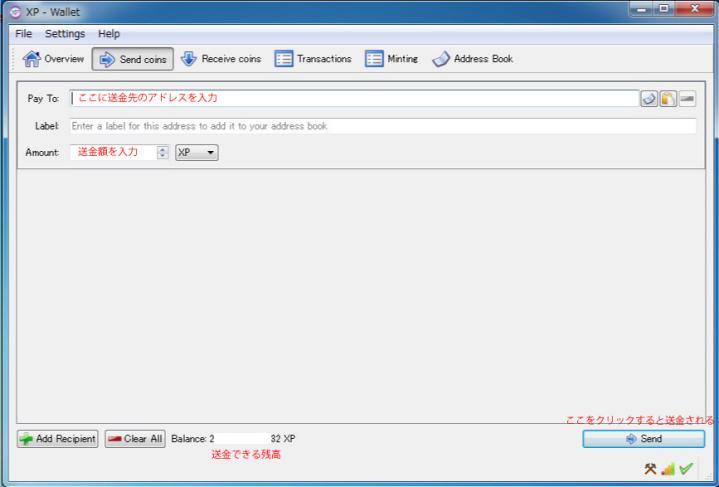 XP - Wallet
File Settings Help
Overview Send coins Receive coins Transactions Minting Address Book
Pay To: ここに送金先のアドレスを入力
Label: Enter a label for this address to add it to your address book
Amount: 送金額を入力 XP
ここをクリックすると送金される
Add Recipient Clear All Balance: 2 32 XP Send
送金できる残高